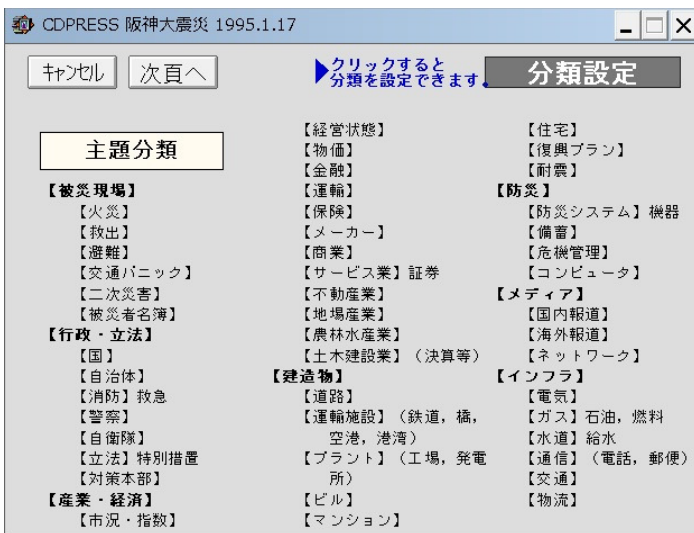 CDPRESS 阪神大震災 1995.1.17
キャンセル
次頁へ
クリックすると
分類を設定できます。
分類設定
主題分類
【被災現場】
【火災】
【救出】
【避難】
【交通パニック】
【二次災害】
【被災者名簿】
【行政・立法】
【国】
【自治体】
【消防】救急
【警察】
【自衛隊】
【立法】特別措置
【対策本部】
【産業・経済】
【市況・指数】
【経営状態】
【物価】
【金融】
【運輸】
【保険】
【メーカー】
【商業】
【サービス業】証券
【不動産業】
【地場産業】
【農林水産業】
【土木建設業】（決算等）
【建造物】
【道路】
【運輸施設】（鉄道，橋，
空港，港湾）
【プラント】（工場，発電
所）
【ビル】
【マンション】
【住宅】
【復興プラン】
【耐震】
【防災】
【防災システム】機器
【備蓄】
【危機管理】
【コンピュータ】
【メディア】
【国内報道】
【海外報道】
【ネットワーク】
【インフラ】
【電気】
【ガス】石油，燃料
【水道】給水
【通信】（電話，郵便）
【交通】
【物流】